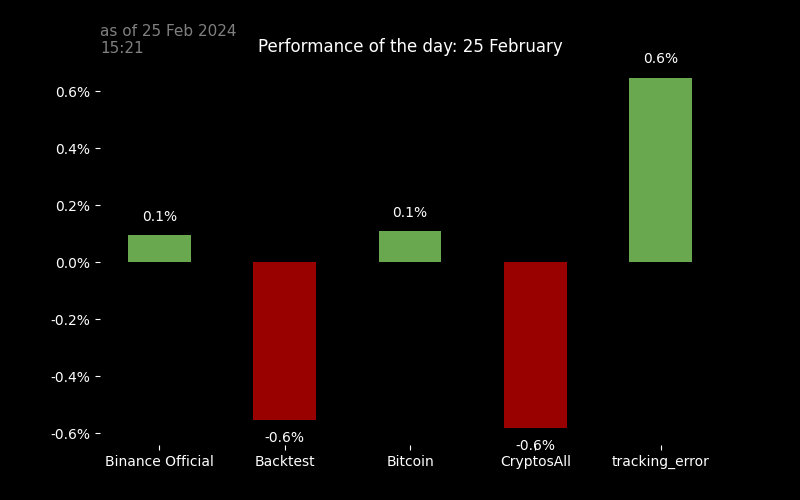 as of 25 Feb 2024
15:21
Performance of the day: 25 February
0.6%
0.6%
0.4%
0.2%
0.1%
0.1%
0.0%
-0.2%
-0.4%
-0.6%
-0.6%
-0.6%
Binance Official
Backtest
Bitcoin
CryptosAll
tracking_error